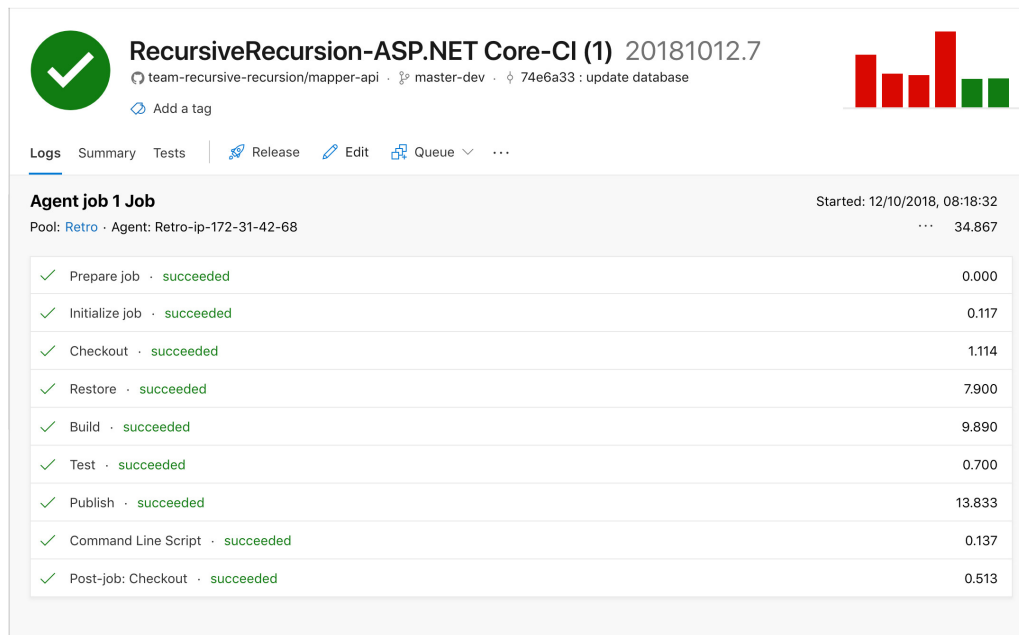 RecursiveRecursion-ASP.NET Core-CI (1) 20181012.7
team-recursive-recursion/mapper-api · master-dev · 74e6a33 : update database
Add a tag
Logs Summary Tests Release Edit Queue ···
Agent job 1 Job Started: 12/10/2018, 08:18:32
Pool: Retro · Agent: Retro-ip-172-31-42-68 ··· 34.867
Prepare job · succeeded 0.000
Initialize job · succeeded 0.117
Checkout · succeeded 1.114
Restore · succeeded 7.900
Build · succeeded 9.890
Test · succeeded 0.700
Publish · succeeded 13.833
Command Line Script · succeeded 0.137
Post-job: Checkout · succeeded 0.513